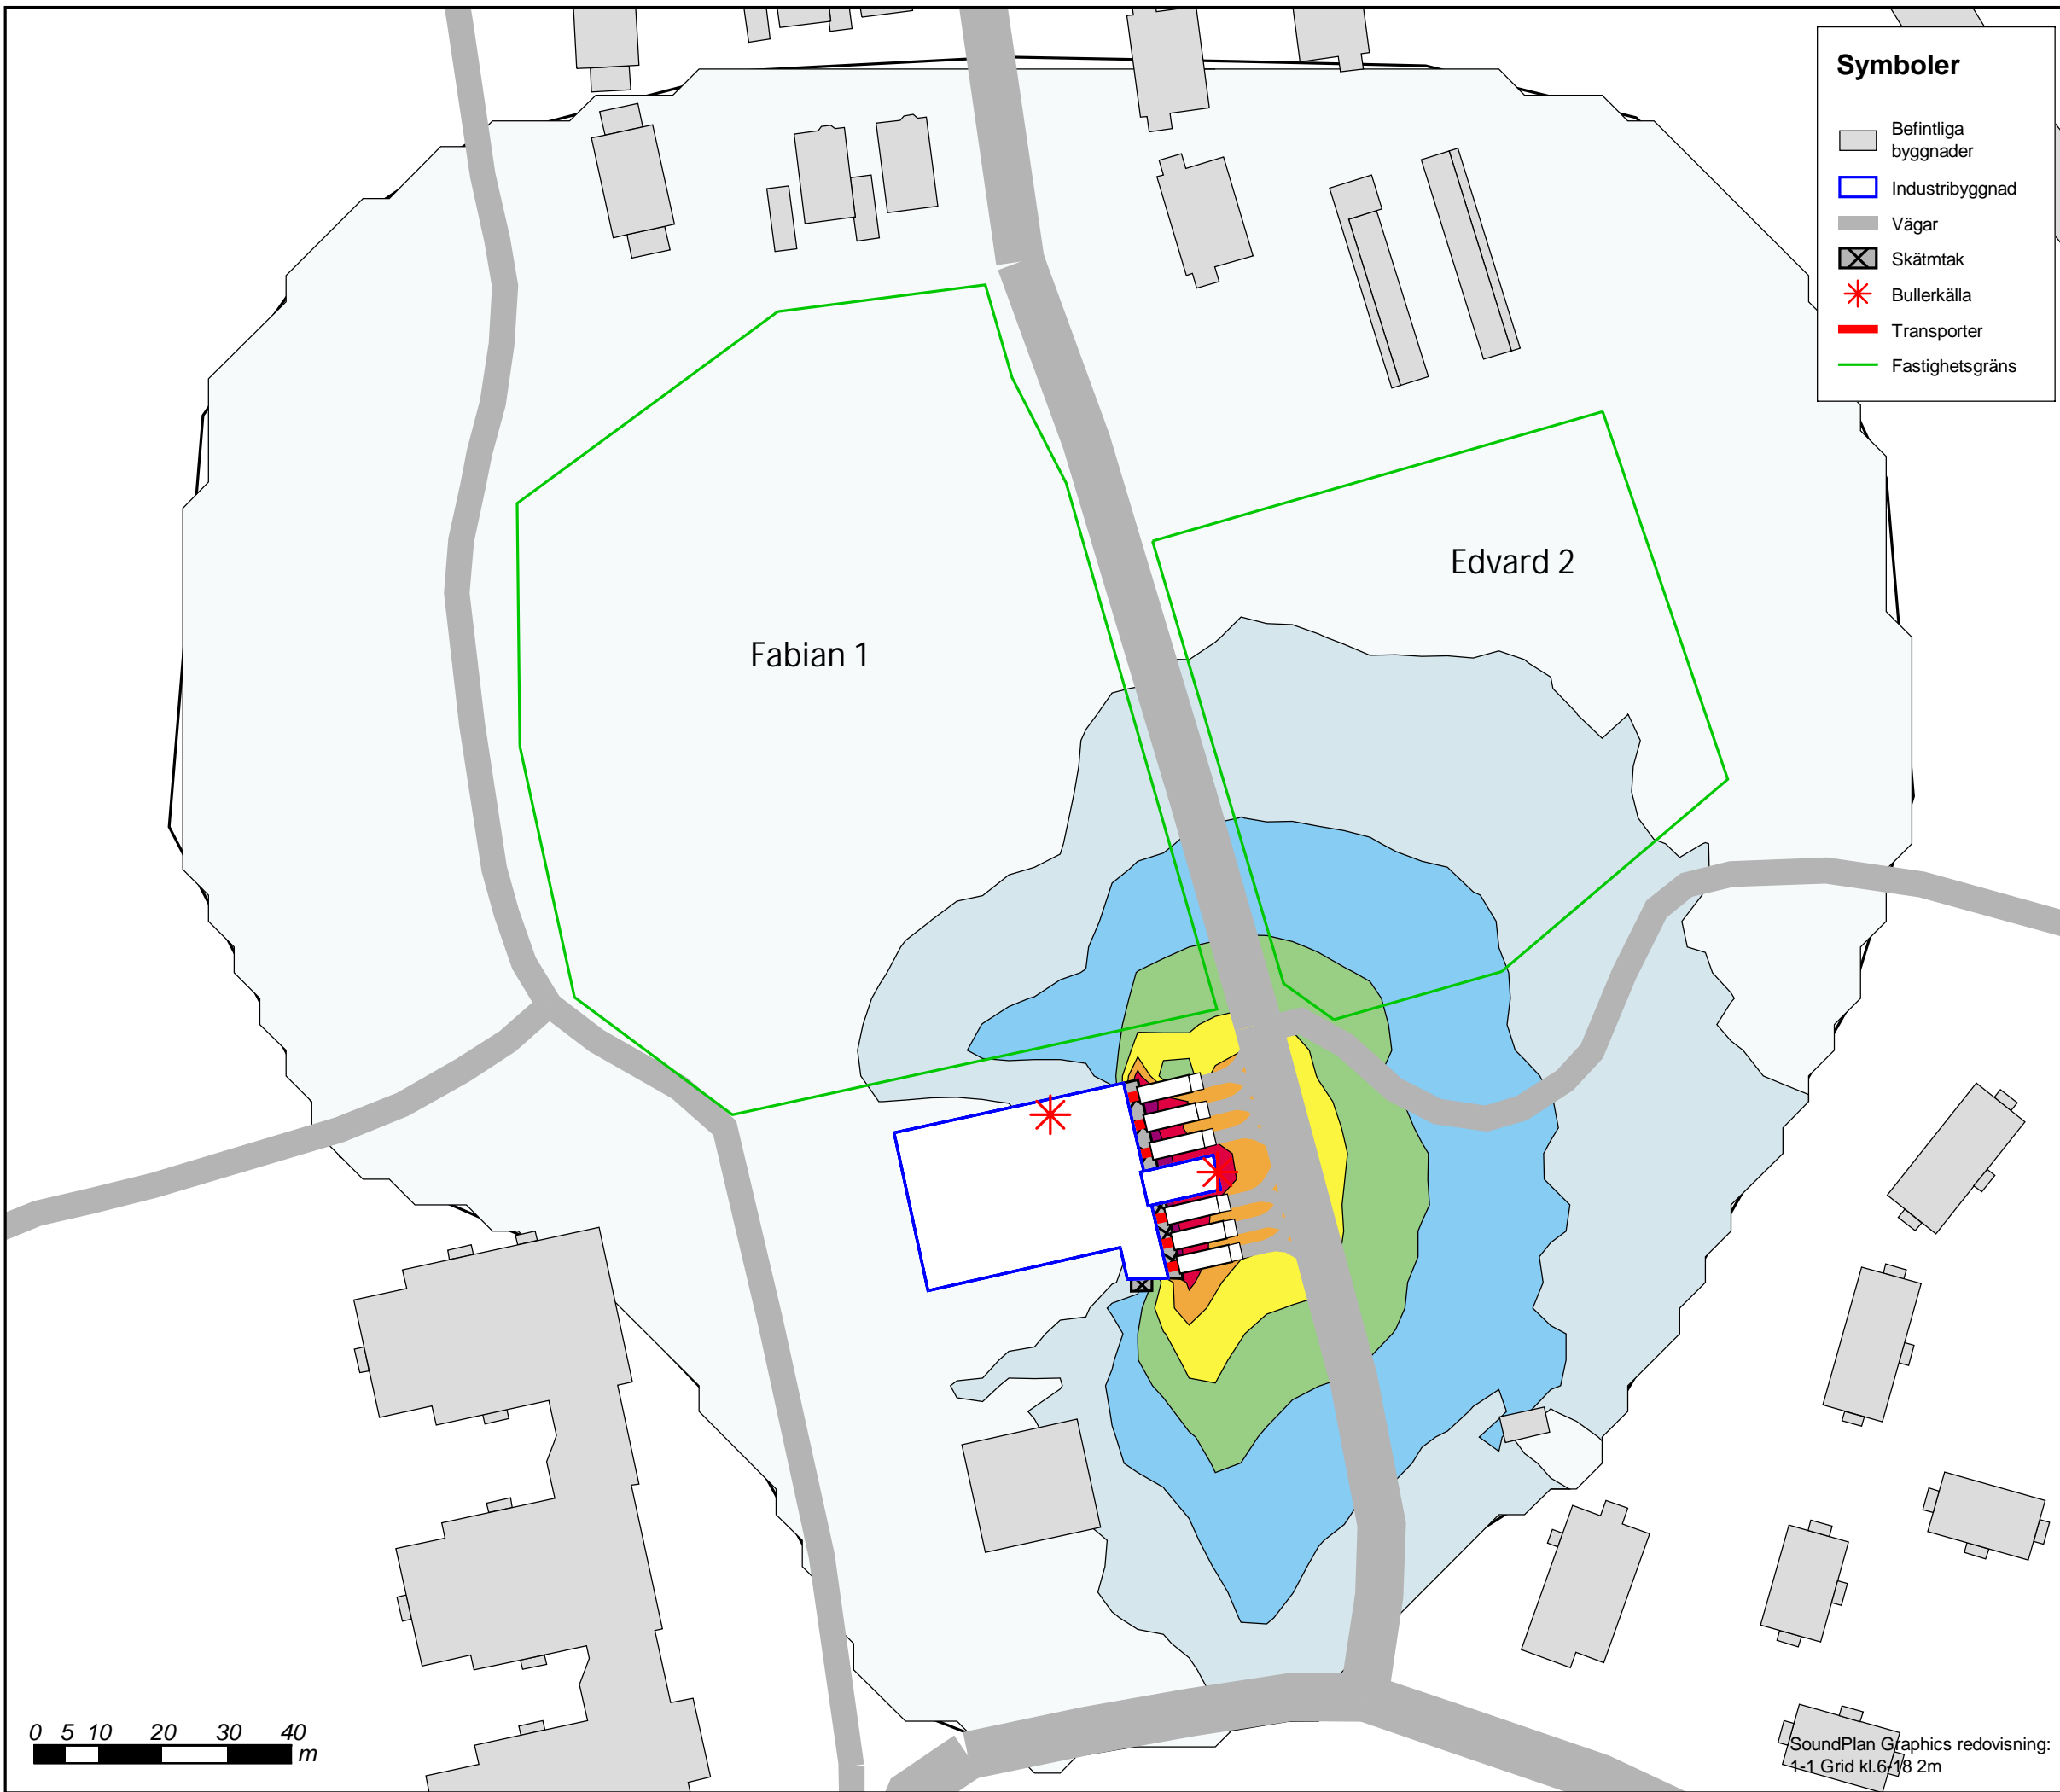 Symboler
Befintliga
byggnader
Industribyggnad
Vägar
Skätmtak
Bullerkälla
Transporter
Fastighetsgräns
Edvard 2
Fabian 1
0 5 10 20 30 40
m
SoundPlan Graphics redovisning:
1-1 Grid kl.6-18 2m